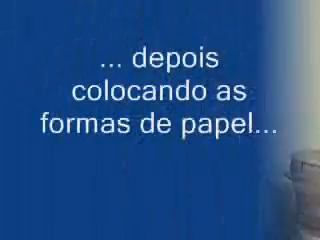 ... depois
colocando as
formas de papel...